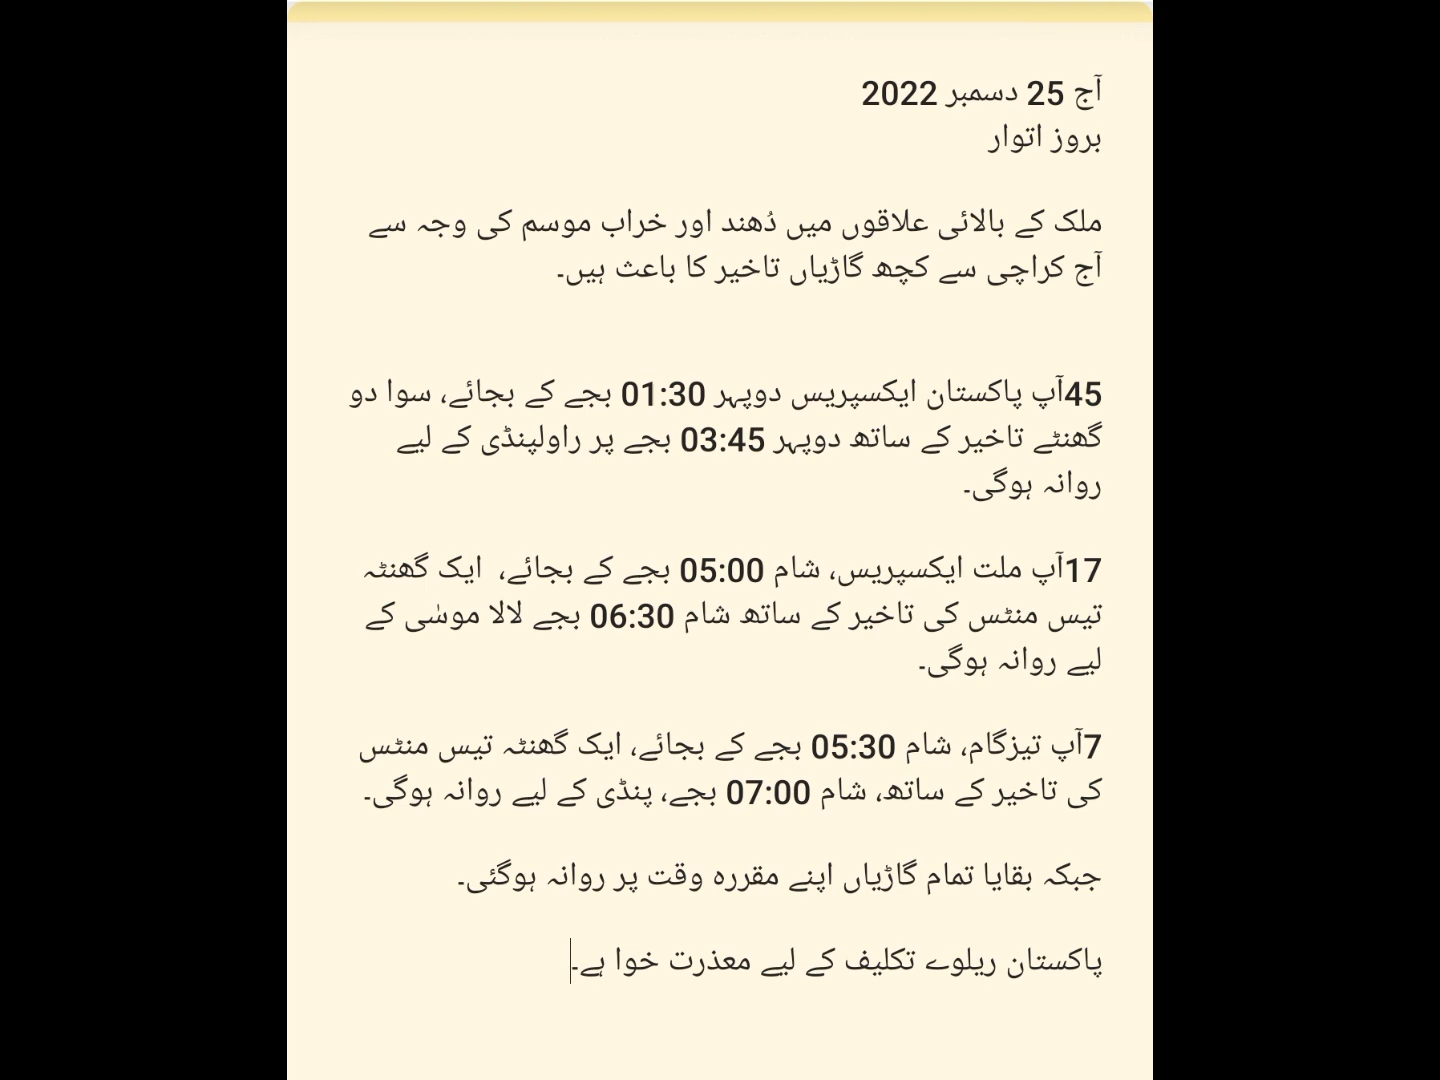 آج 25 دسمبر 2022
بروز اتوار
ملک کے بالائی علاقوں میں دُھند اور خراب موسم کی وجہ سے
آج کراچی سے کچھ گاڑیاں تاخیر کا باعث ہیں۔
45آپ پاکستان ایکسپریس دوپہر 01:30 بجے کے بجائے، سوا دو
گھنٹے تاخیر کے ساتھ دوپہر 03:45 بجے پر راولپنڈی کے لیے
روانہ ہوگی۔
17آپ ملت ایکسپریس، شام 05:00 بجے کے بجائے، ایک گھنٹہ
تیس منٹس کی تاخیر کے ساتھ شام 06:30 بجے لالا موسٰی کے
لیے روانہ ہوگی۔
7آپ تیزگام، شام 05:30 بجے کے بجائے، ایک گھنٹہ تیس منٹس
کی تاخیر کے ساتھ، شام 07:00 بجے، پنڈی کے لیے روانہ ہوگی۔
جبکہ بقایا تمام گاڑیاں اپنے مقررہ وقت پر روانہ ہوگئی۔
پاکستان ریلوے تکلیف کے لیے معذرت خوا ہے۔